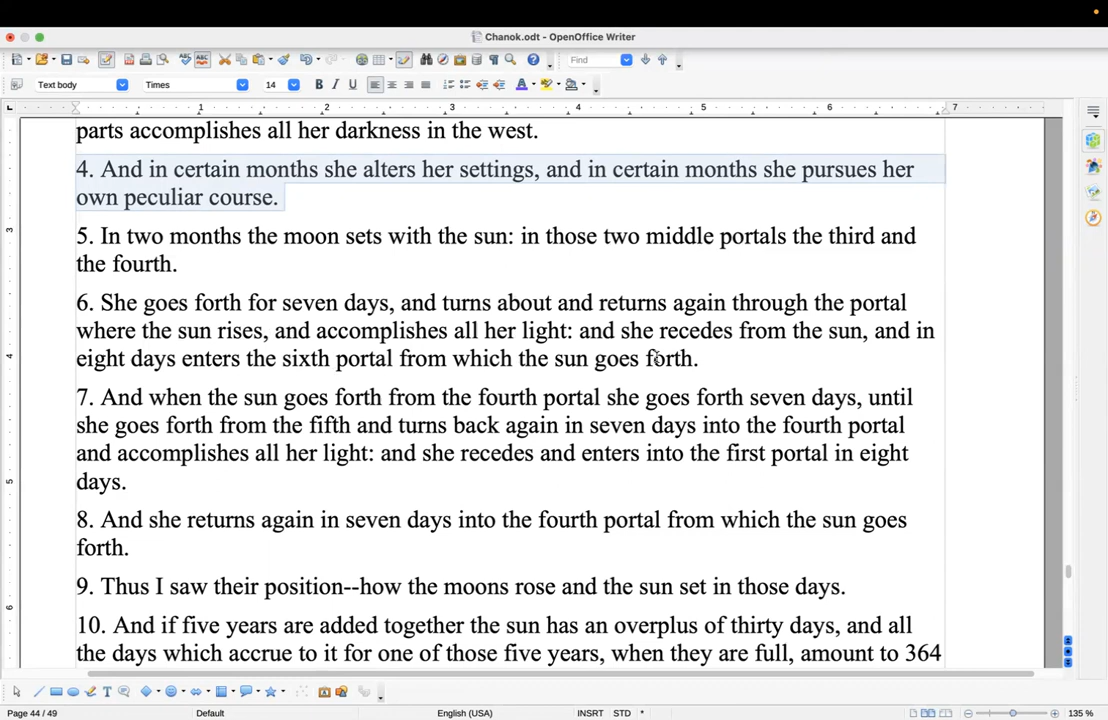 Chanok.odt - OpenOffice Writer
Find
Text body
Times
14
1 2 3 4 5 6 7
parts accomplishes all her darkness in the west.
4. And in certain months she alters her settings, and in certain months she pursues her
own peculiar course.
5. In two months the moon sets with the sun: in those two middle portals the third and
the fourth.
6. She goes forth for seven days, and turns about and returns again through the portal
where the sun rises, and accomplishes all her light: and she recedes from the sun, and in
eight days enters the sixth portal from which the sun goes forth.
7. And when the sun goes forth from the fourth portal she goes forth seven days, until
she goes forth from the fifth and turns back again in seven days into the fourth portal
and accomplishes all her light: and she recedes and enters into the first portal in eight
days.
8. And she returns again in seven days into the fourth portal from which the sun goes
forth.
9. Thus I saw their position--how the moons rose and the sun set in those days.
10. And if five years are added together the sun has an overplus of thirty days, and all
the days which accrue to it for one of those five years, when they are full, amount to 364
3
4
5
6
Page 44 / 49
Default
English (USA)
INSRT
STD
*
135 %